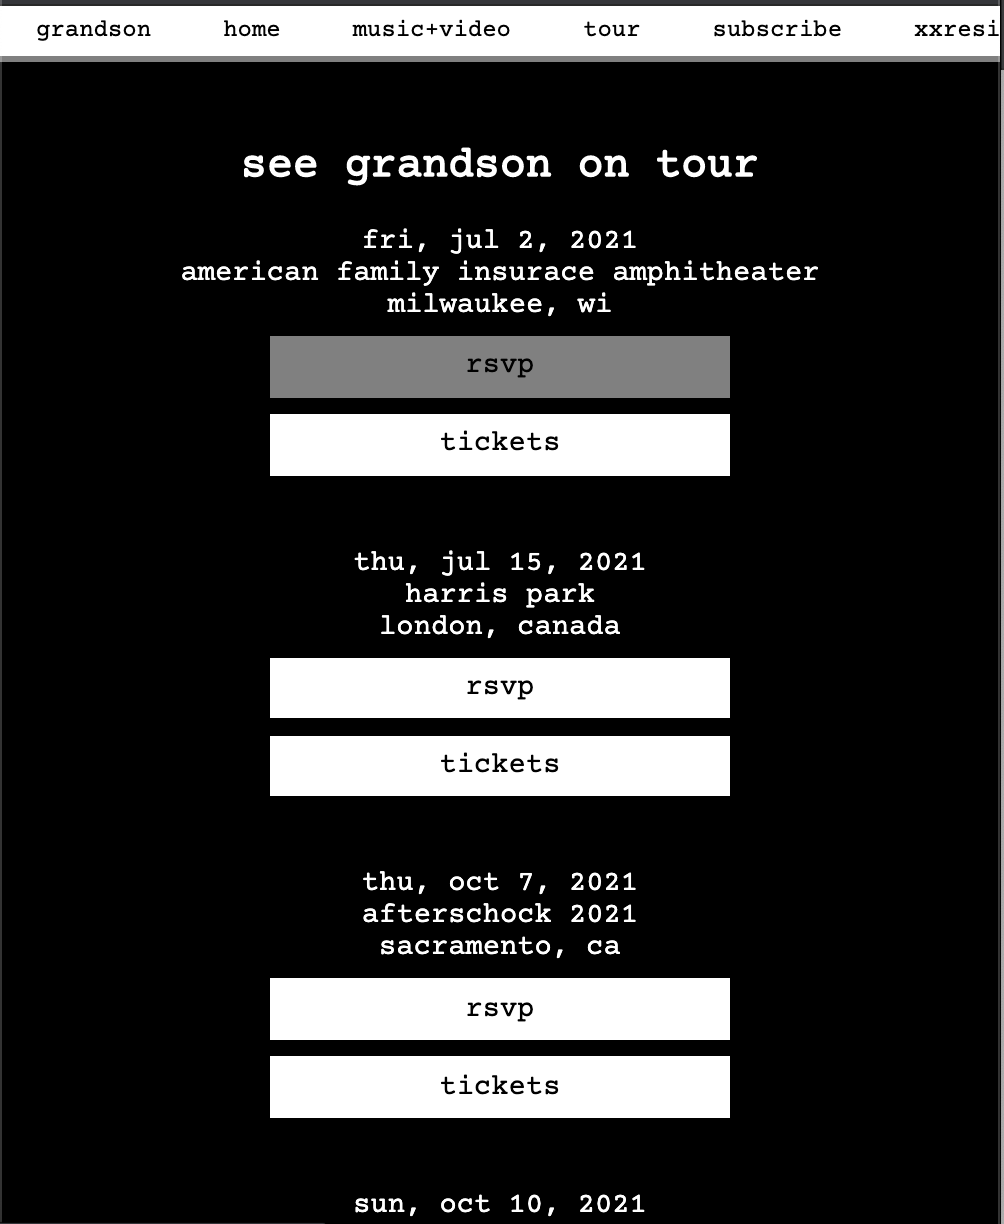 grandson home music+video tour subscribe xxresi
see grandson on tour
fri, jul 2, 2021
american family insurace amphitheater
milwaukee, wi
rsvp
tickets
thu, jul 15, 2021
harris park
london, canada
rsvp
tickets
thu, oct 7, 2021
afterschock 2021
sacramento, ca
rsvp
tickets
sun, oct 10, 2021